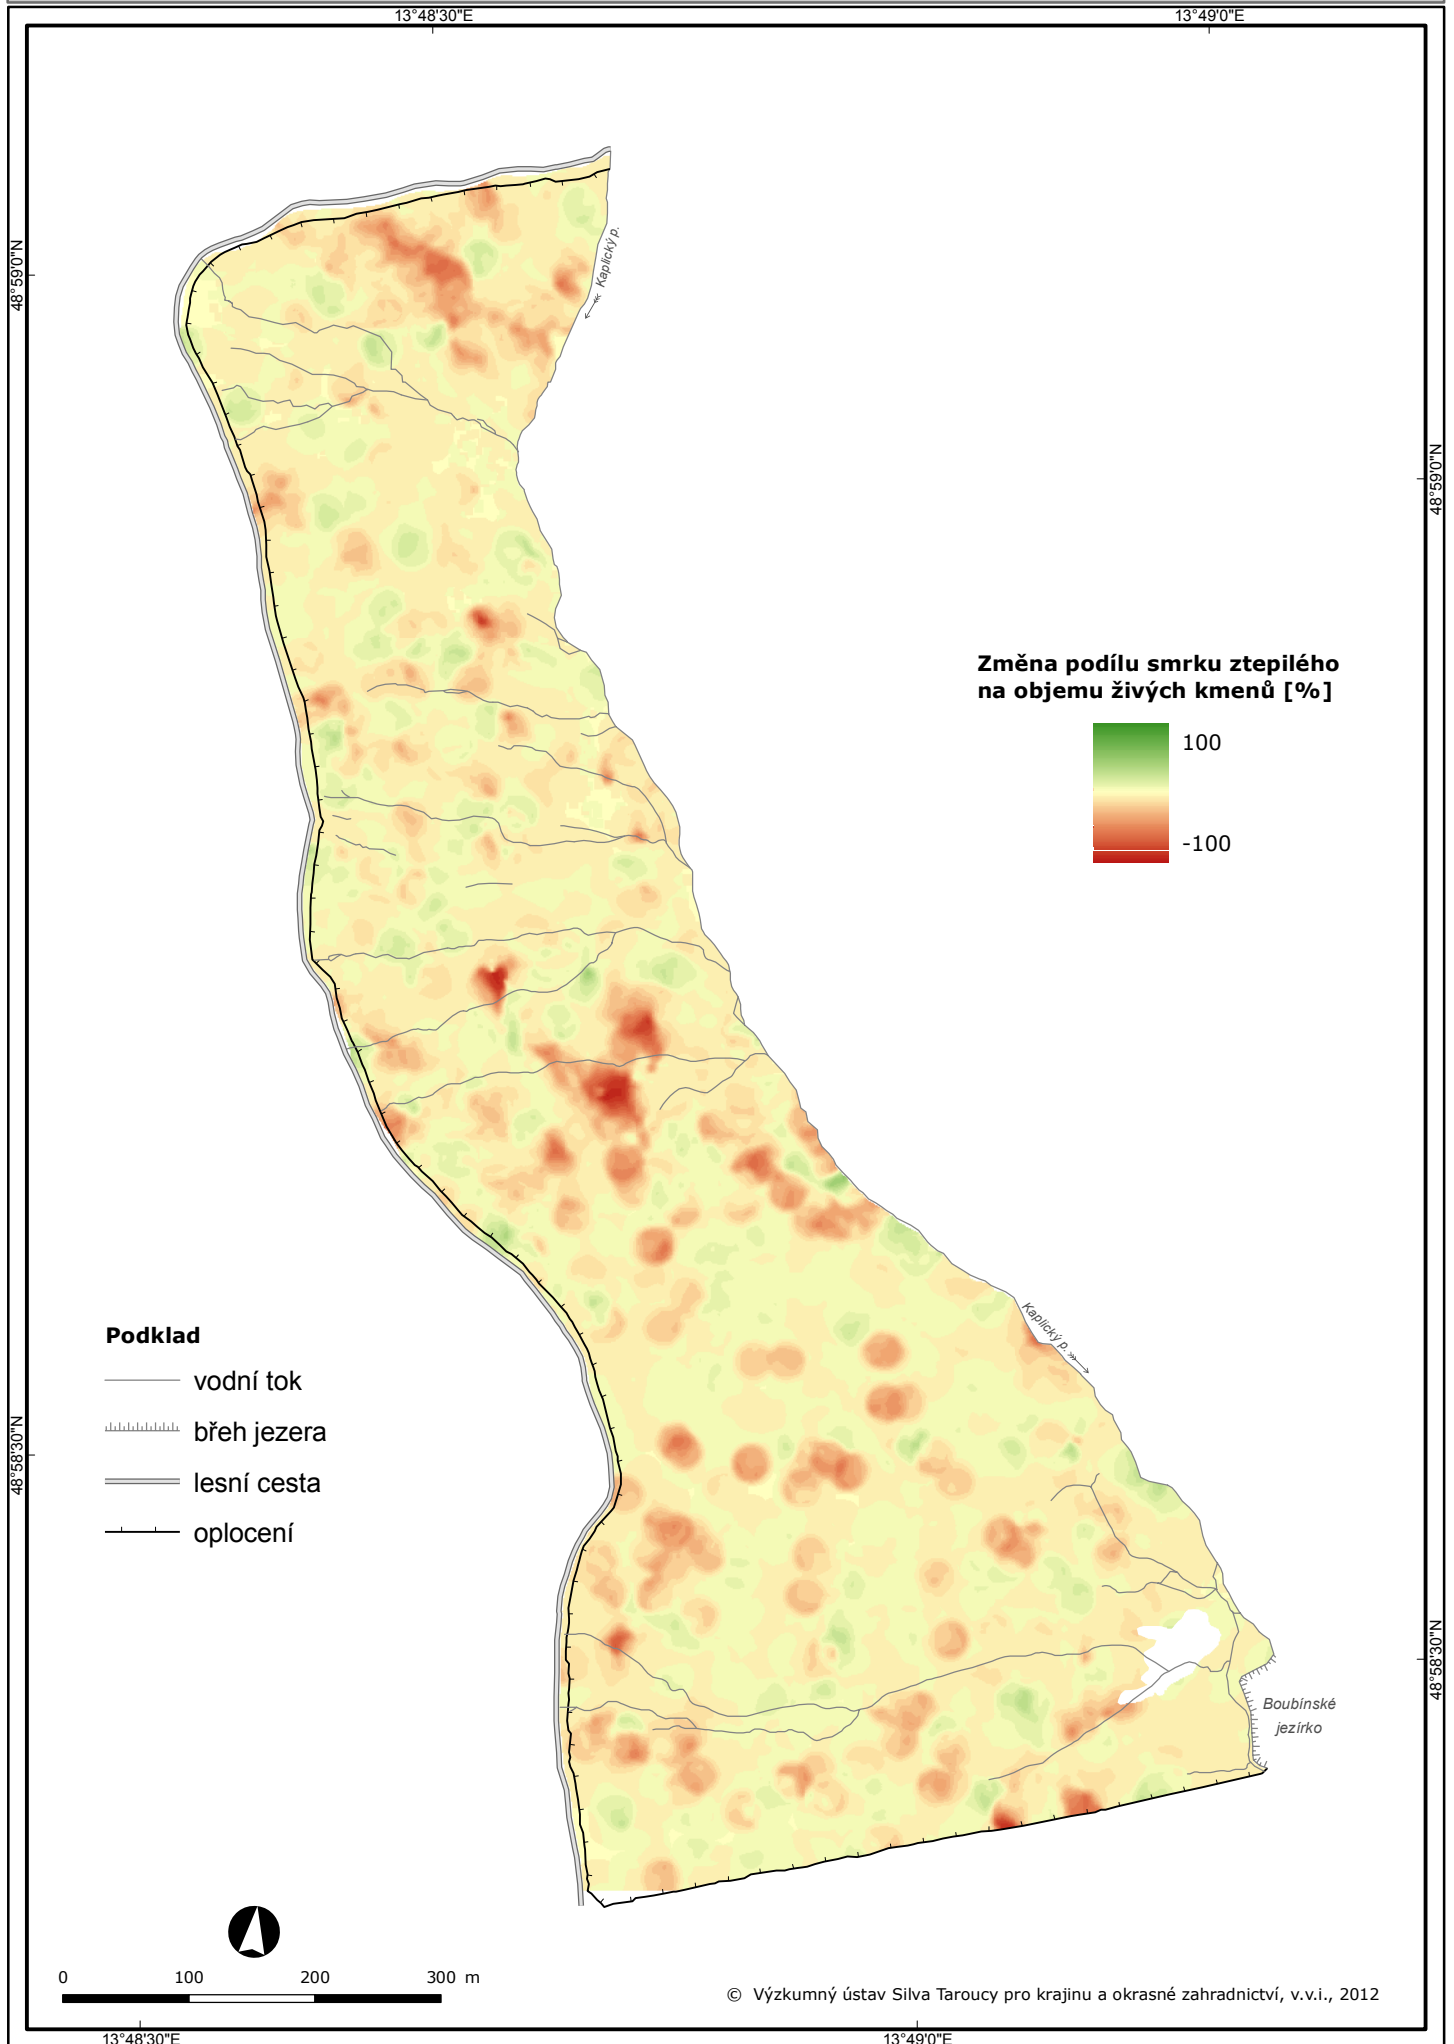 13°48'30"E
13°49'0"E
48°59'0"N
Kaplický p.
48°59'0"N
Změna podílu smrku ztepilého
na objemu živých kmenů [%]
100
-100
Kaplický p.
Podklad
vodní tok
břeh jezera
lesní cesta
oplocení
48°58'30"N
48°58'30"N
Boubínské
jezírko
0 100 200 300 m
© Výzkumný ústav Silva Taroucy pro krajinu a okrasné zahradnictví, v.v.i., 2012
13°48'30"E
13°49'0"E